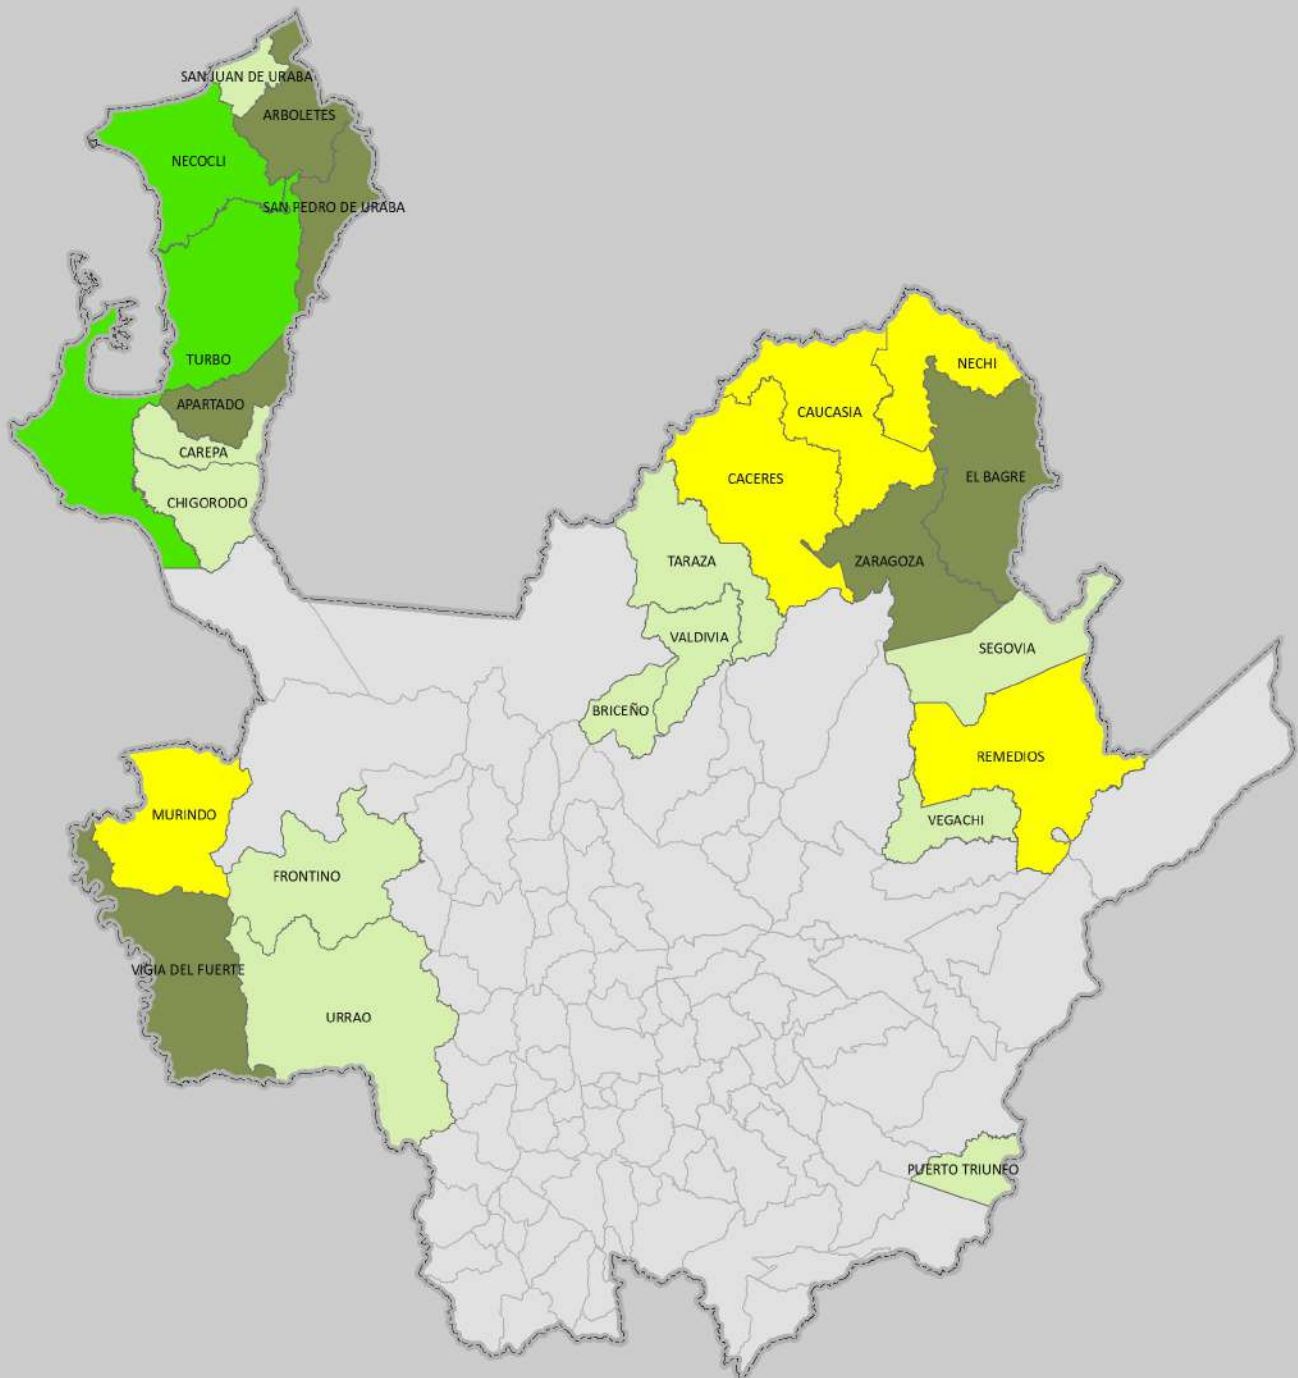 SAN JUAN DE URABA
ARBOLETES
NECOCLI
SAN PEDRO DE URABA
TURBO
APARTADO
CAREPA
CHIGORODO
NECHI
CAUCASIA
CACERES
EL BAGRE
TARAZA
ZARAGOZA
VALDIVIA
SEGOVIA
BRICEÑO
REMEDIOS
MURINDO
VEGACHI
FRONTINO
VIGIA DEL FUERTE
URRAO
PUERTO TRIUNFO